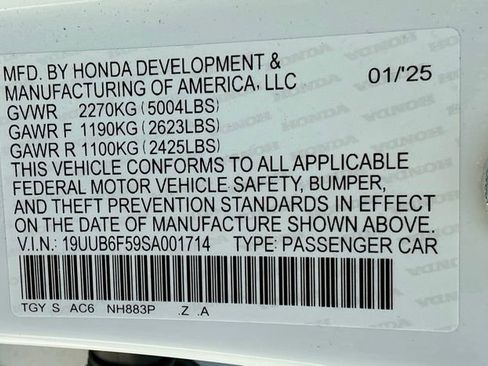 MFD. BY HONDA DEVELOPMENT &
MANUFACTURING OF AMERICA, LLC 01/'25
GVWR 2270KG (5004LBS)
GAWR F 1190KG (2623LBS)
GAWR R 1100KG (2425LBS)
THIS VEHICLE CONFORMS TO ALL APPLICABLE
FEDERAL MOTOR VEHICLE SAFETY, BUMPER,
AND THEFT PREVENTION STANDARDS IN EFFECT
ON THE DATE OF MANUFACTURE SHOWN ABOVE.
V.I.N.: 19UUB6F59SA001714 TYPE: PASSENGER CAR
TGY S AC6 NH883P .Z .A